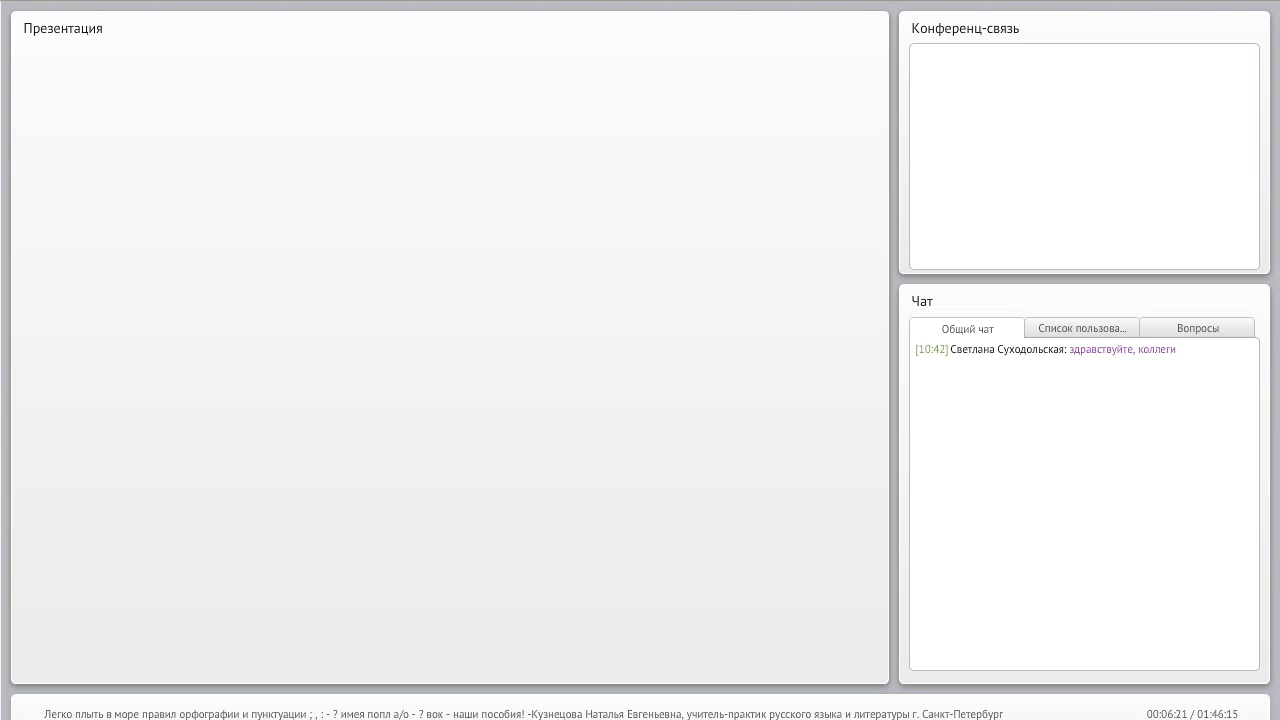 Презентация
Конференц-связь
Чат
Общий чат
Список пользова...
Вопросы
[10:42] Светлана Суходольская: здравствуйте, коллеги
Легко плыть в море правил орфографии и пунктуации ; , : - ? имея попл а/о - ? вок - наши пособия! -Кузнецова Наталья Евгеньевна, учитель-практик русского языка и литературы г. Санкт-Петербург
00:06:21 / 01:46:15